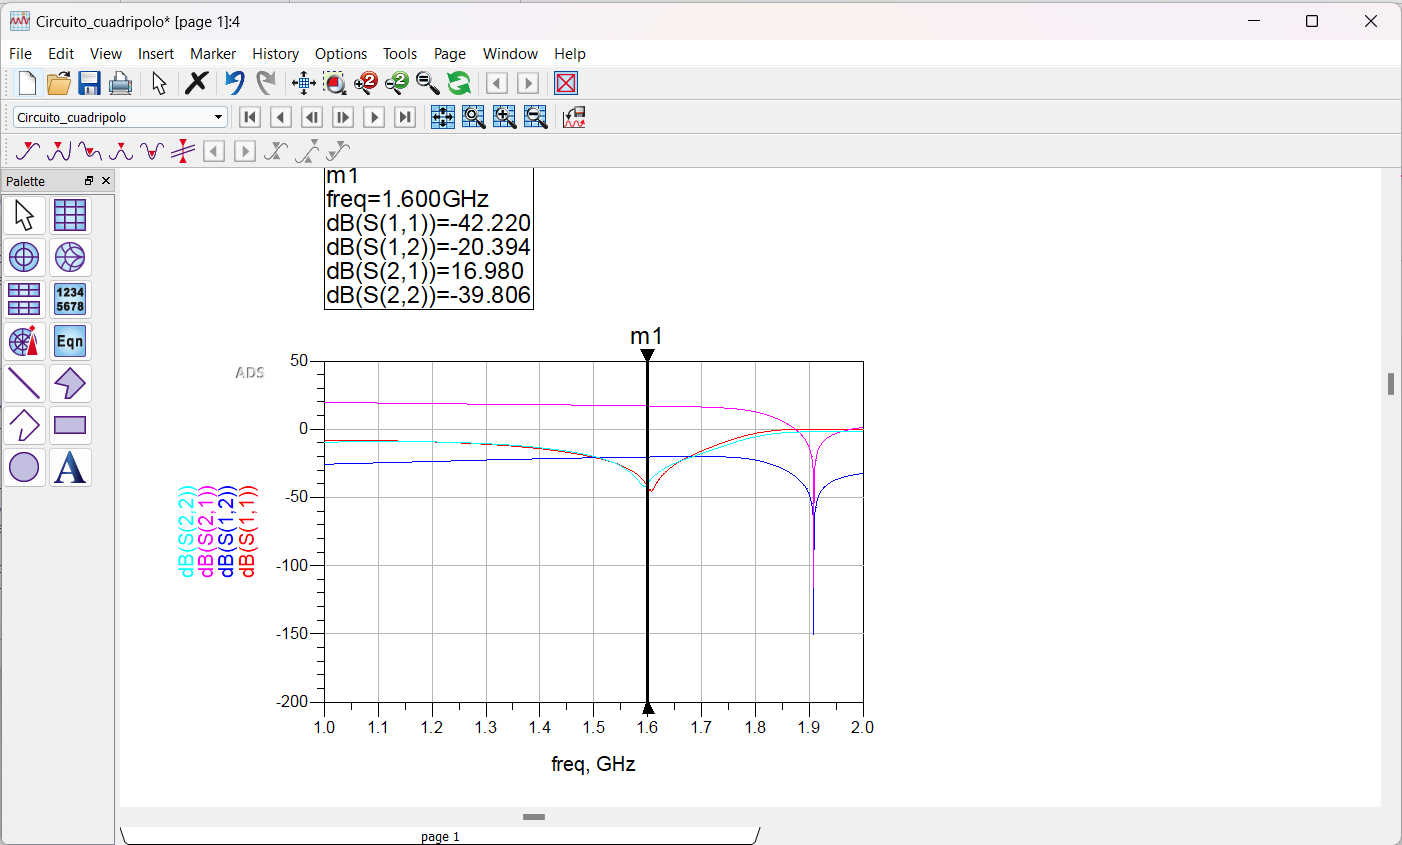 Circuito_cuadripolo* [page 1]:4
File Edit View Insert Marker History Options Tools Page Window Help
+2 -2
Circuito_cuadripolo
Palette
1234
5678
Eqn
A
m1
freq=1.600GHz
dB(S(1,1))=-42.220
dB(S(1,2))=-20.394
dB(S(2,1))=16.980
dB(S(2,2))=-39.806
m1
ADS
50
0
-50
-100
-150
-200
dB(S(2,2))
dB(S(2,1))
dB(S(1,2))
dB(S(1,1))
1.0 1.1 1.2 1.3 1.4 1.5 1.6 1.7 1.8 1.9 2.0
freq, GHz
page 1